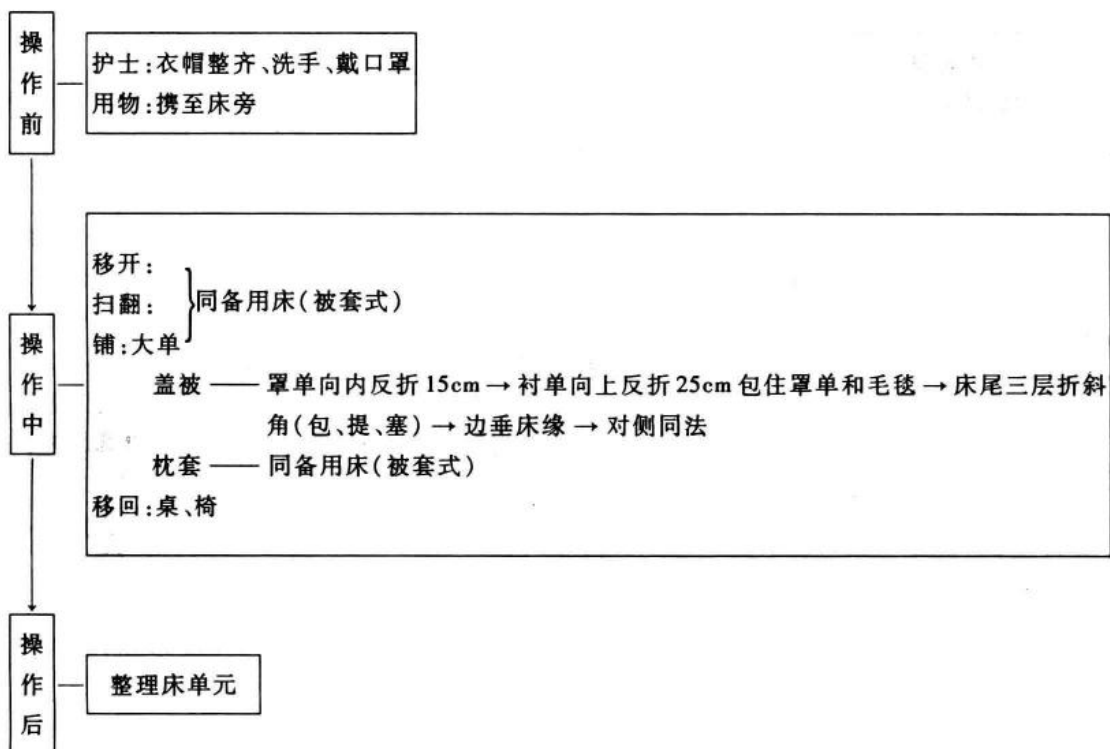 操作前
护士:衣帽整齐、洗手、戴口罩
用物:携至床旁
操作中
移开:
扫翻:
同备用床(被套式)
铺:大单
盖被 —— 罩单向内反折15cm → 衬单向上反折25cm包住罩单和毛毯 → 床尾三层折斜
角(包、提、塞) → 边垂床缘 → 对侧同法
枕套 —— 同备用床(被套式)
移回:桌、椅
操作后
整理床单元